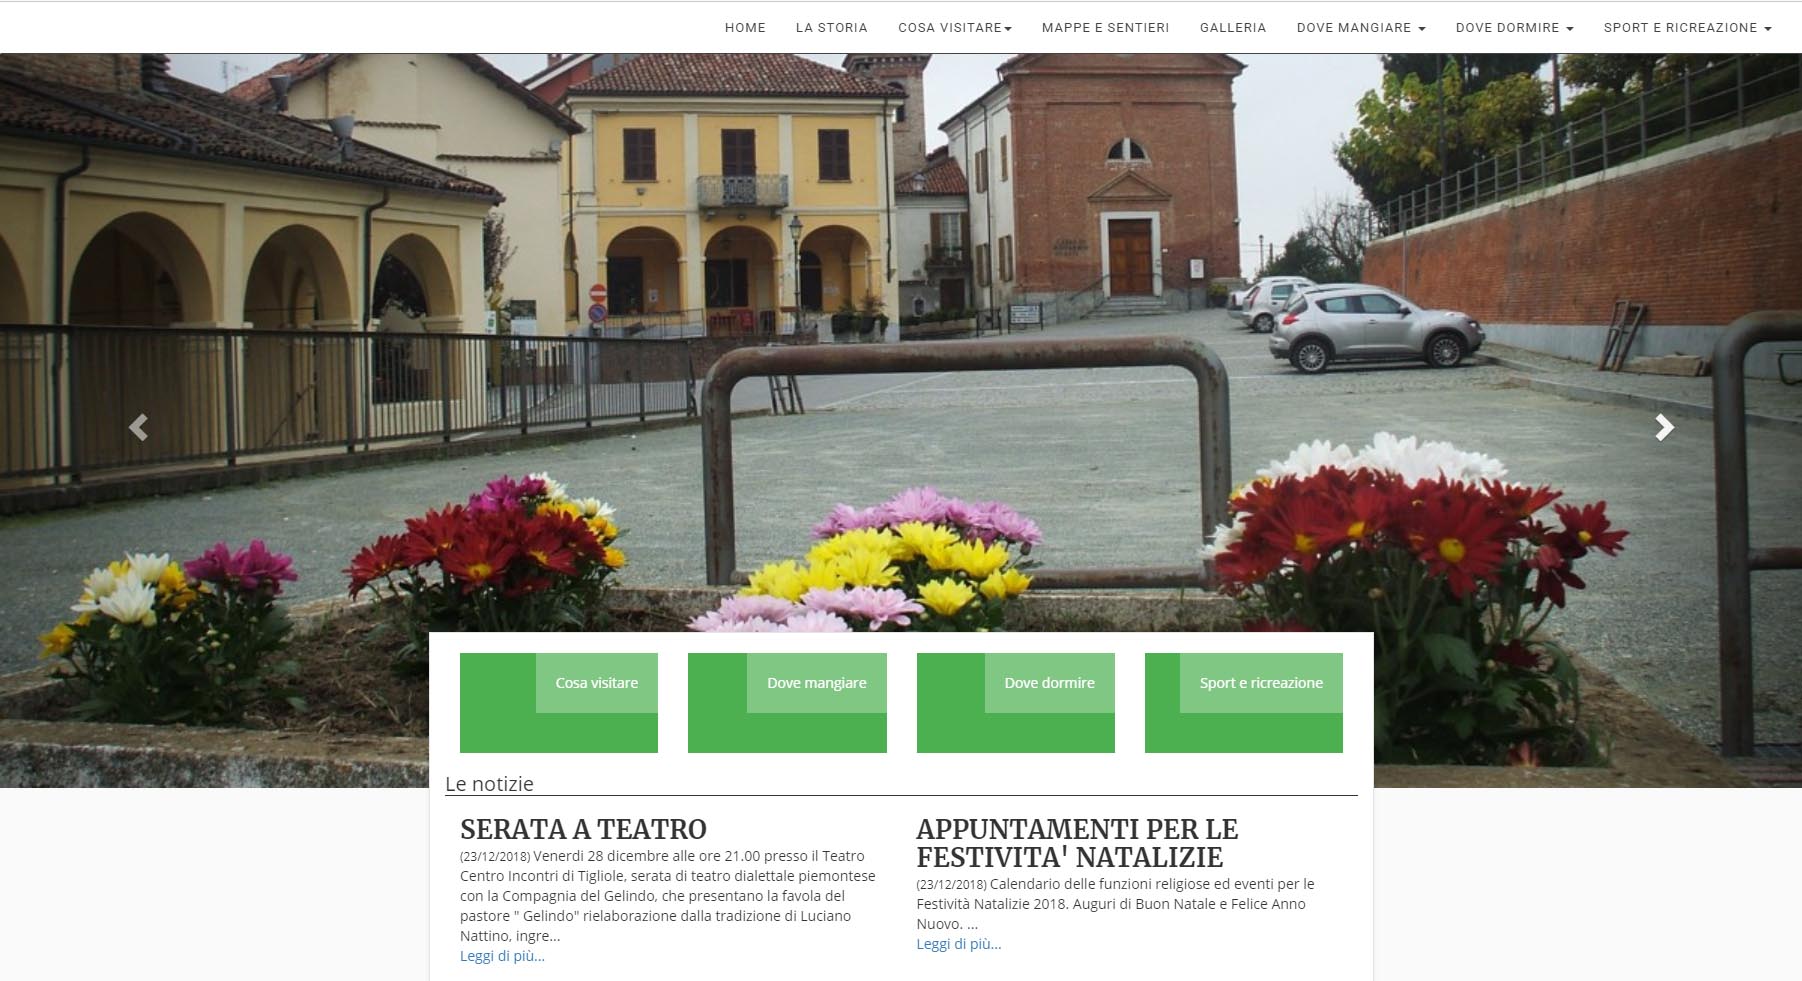 HOME LA STORIA COSA VISITARE MAPPE E SENTIERI GALLERIA DOVE MANGIARE DOVE DORMIRE SPORT E RICREAZIONE
Cosa visitare
Dove mangiare
Dove dormire
Sport e ricreazione
Le notizie
SERATA A TEATRO
(23/12/2018) Venerdi 28 dicembre alle ore 21.00 presso il Teatro
Centro Incontri di Tigliole, serata di teatro dialettale piemontese
con la Compagnia del Gelindo, che presentano la favola del
pastore " Gelindo" rielaborazione dalla tradizione di Luciano
Nattino, ingre...
Leggi di più...
APPUNTAMENTI PER LE
FESTIVITA' NATALIZIE
(23/12/2018) Calendario delle funzioni religiose ed eventi per le
Festività Natalizie 2018. Auguri di Buon Natale e Felice Anno
Nuovo. ...
Leggi di più...